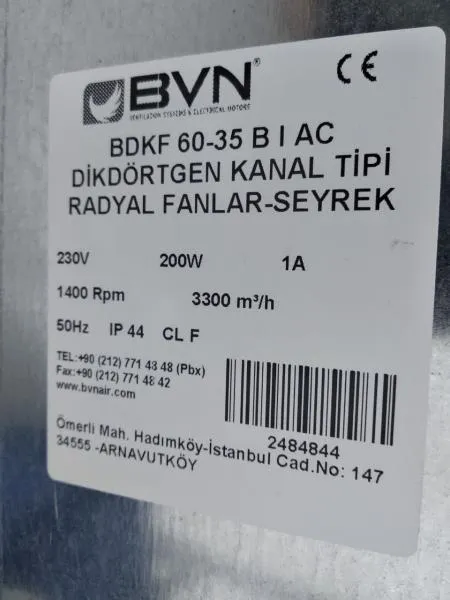 BVN®
VENTILATION SYSTEMS & ELECTRICAL MOTORS
CE
BDKF 60-35 B I AC
DİKDÖRTGEN KANAL TİPİ
RADYAL FANLAR-SEYREK
230V 200W 1A
1400 Rpm 3300 m³/h
50Hz IP 44 CL F
TEL:+90 (212) 771 43 48 (Pbx)
Fax:+90 (212) 771 48 42
www.bvnair.com
2484844
Ömerli Mah. Hadımköy-İstanbul Cad.No: 147
34555 -ARNAVUTKÖY